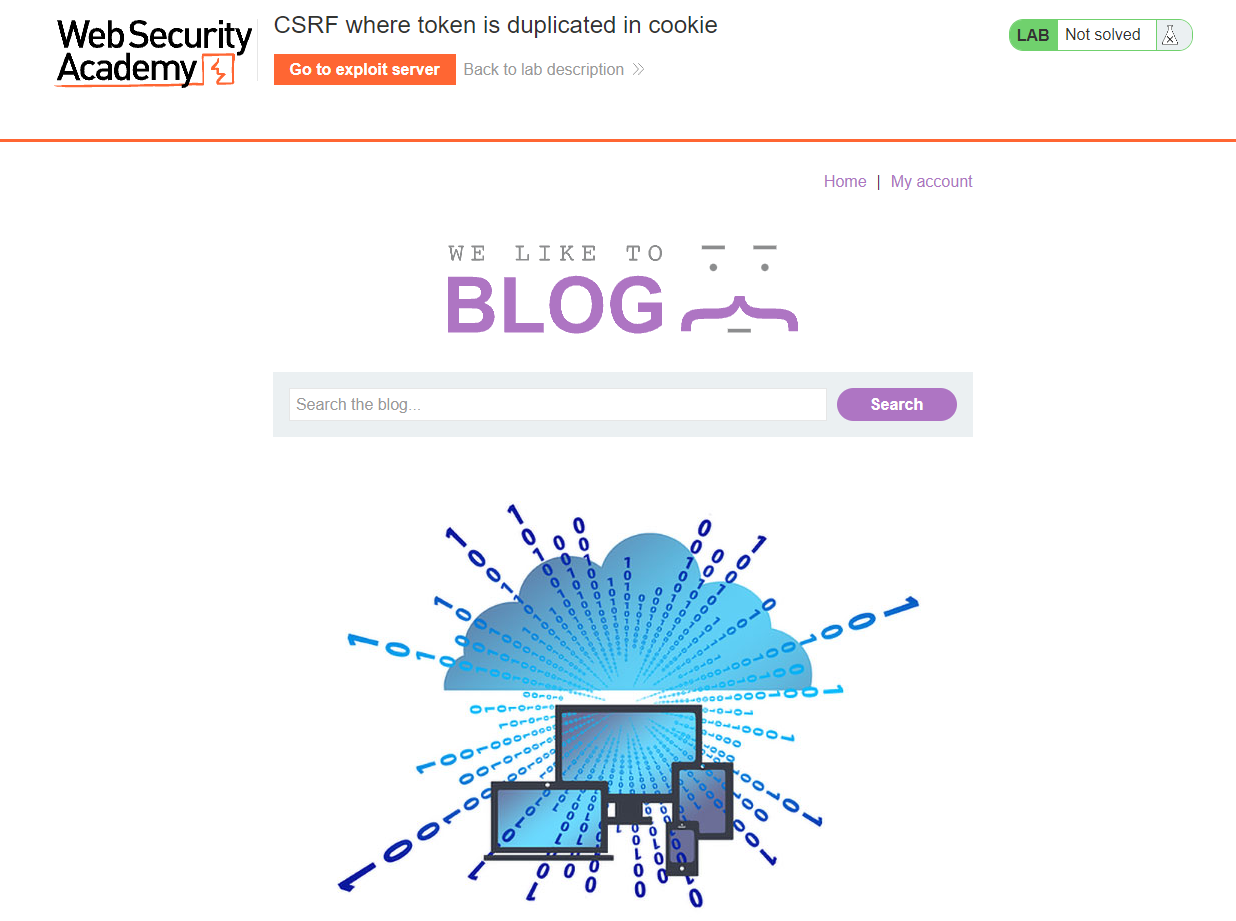 Web Security
Academy
CSRF where token is duplicated in cookie
Go to exploit server
Back to lab description
LAB
Not solved
Home | My account
WE LIKE TO
BLOG
Search the blog...
Search